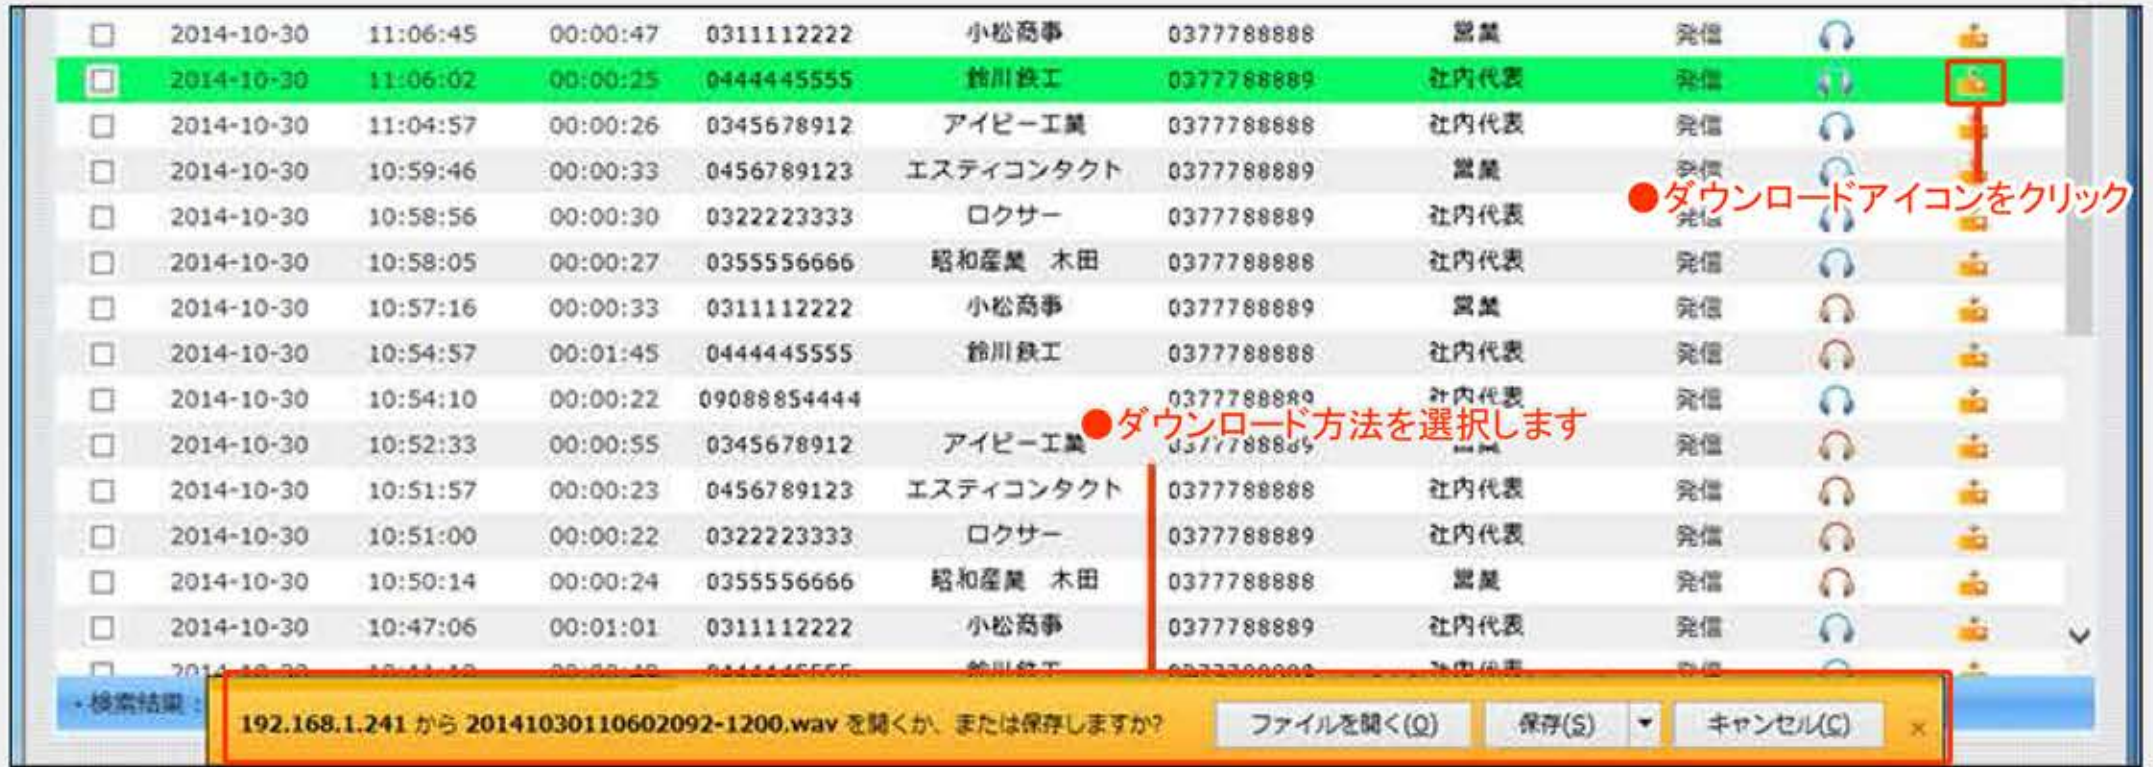 2014-10-30 11:06:45 00:00:47 0311112222 小松商事 0377788888 営業 発信
2014-10-30 11:06:02 00:00:25 0444445555 鈴川鉄工 0377788889 社内代表 発信
2014-10-30 11:04:57 00:00:26 0345678912 アイピー工業 0377788888 社内代表 発信
2014-10-30 10:59:46 00:00:33 0456789123 エスティコンタクト 0377788889 営業 発信
●ダウンロードアイコンをクリック
2014-10-30 10:58:56 00:00:30 0322223333 ロクサー 0377788889 社内代表 発信
2014-10-30 10:58:05 00:00:27 0355556666 昭和産業 木田 0377788888 社内代表 発信
2014-10-30 10:57:16 00:00:33 0311112222 小松商事 0377788889 営業 発信
2014-10-30 10:54:57 00:01:45 0444445555 鈴川鉄工 0377788888 社内代表 発信
2014-10-30 10:54:10 00:00:22 09088854444 0377788889 社内代表 発信
●ダウンロード方法を選択します
2014-10-30 10:52:33 00:00:55 0345678912 アイピー工業 0377788889 発信
2014-10-30 10:51:57 00:00:23 0456789123 エスティコンタクト 0377788888 社内代表 発信
2014-10-30 10:51:00 00:00:22 0322223333 ロクサー 0377788889 社内代表 発信
2014-10-30 10:50:14 00:00:24 0355556666 昭和産業 木田 0377788888 営業 発信
2014-10-30 10:47:06 00:01:01 0311112222 小松商事 0377788889 社内代表 発信
・検索結果：
192.168.1.241 から 20141030110602092-1200.wav を開くか、または保存しますか? ファイルを開く(O) 保存(S) ▼ キャンセル(C) ×